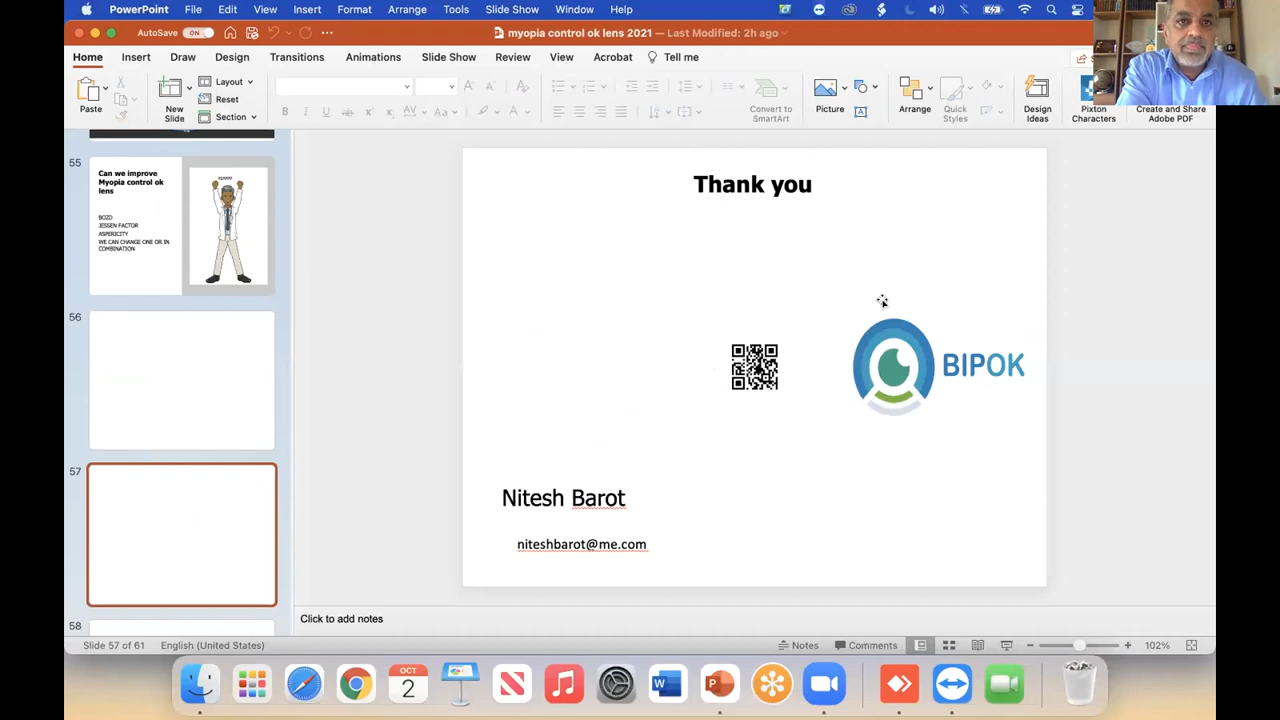 PowerPoint File Edit View Insert Format Arrange Tools Slide Show Window Help
AutoSave ON
myopia control ok lens 2021 — Last Modified: 2h ago
Home Insert Draw Design Transitions Animations Slide Show Review View Acrobat Tell me
Paste
New Slide
Layout
Reset
Section
Convert to SmartArt
Picture
Arrange
Quick Styles
Design Ideas
Pixton Characters
Create and Share Adobe PDF
55
Can we improve
Myopia control ok
lens
BOZD
JESSEN FACTOR
ASPERICITY
WE CAN CHANGE ONE OR IN
COMBINATION
56
57
58
Thank you
BIPOK
Nitesh Barot
niteshbarot@me.com
Click to add notes
Slide 57 of 61 English (United States) Notes Comments 102%
OCT
2